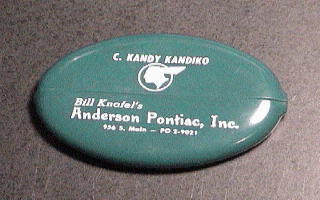 C. KANDY KANDIKO
Bill Knafel's
Anderson Pontiac, Inc.
956 S. Main — PO 2-9021